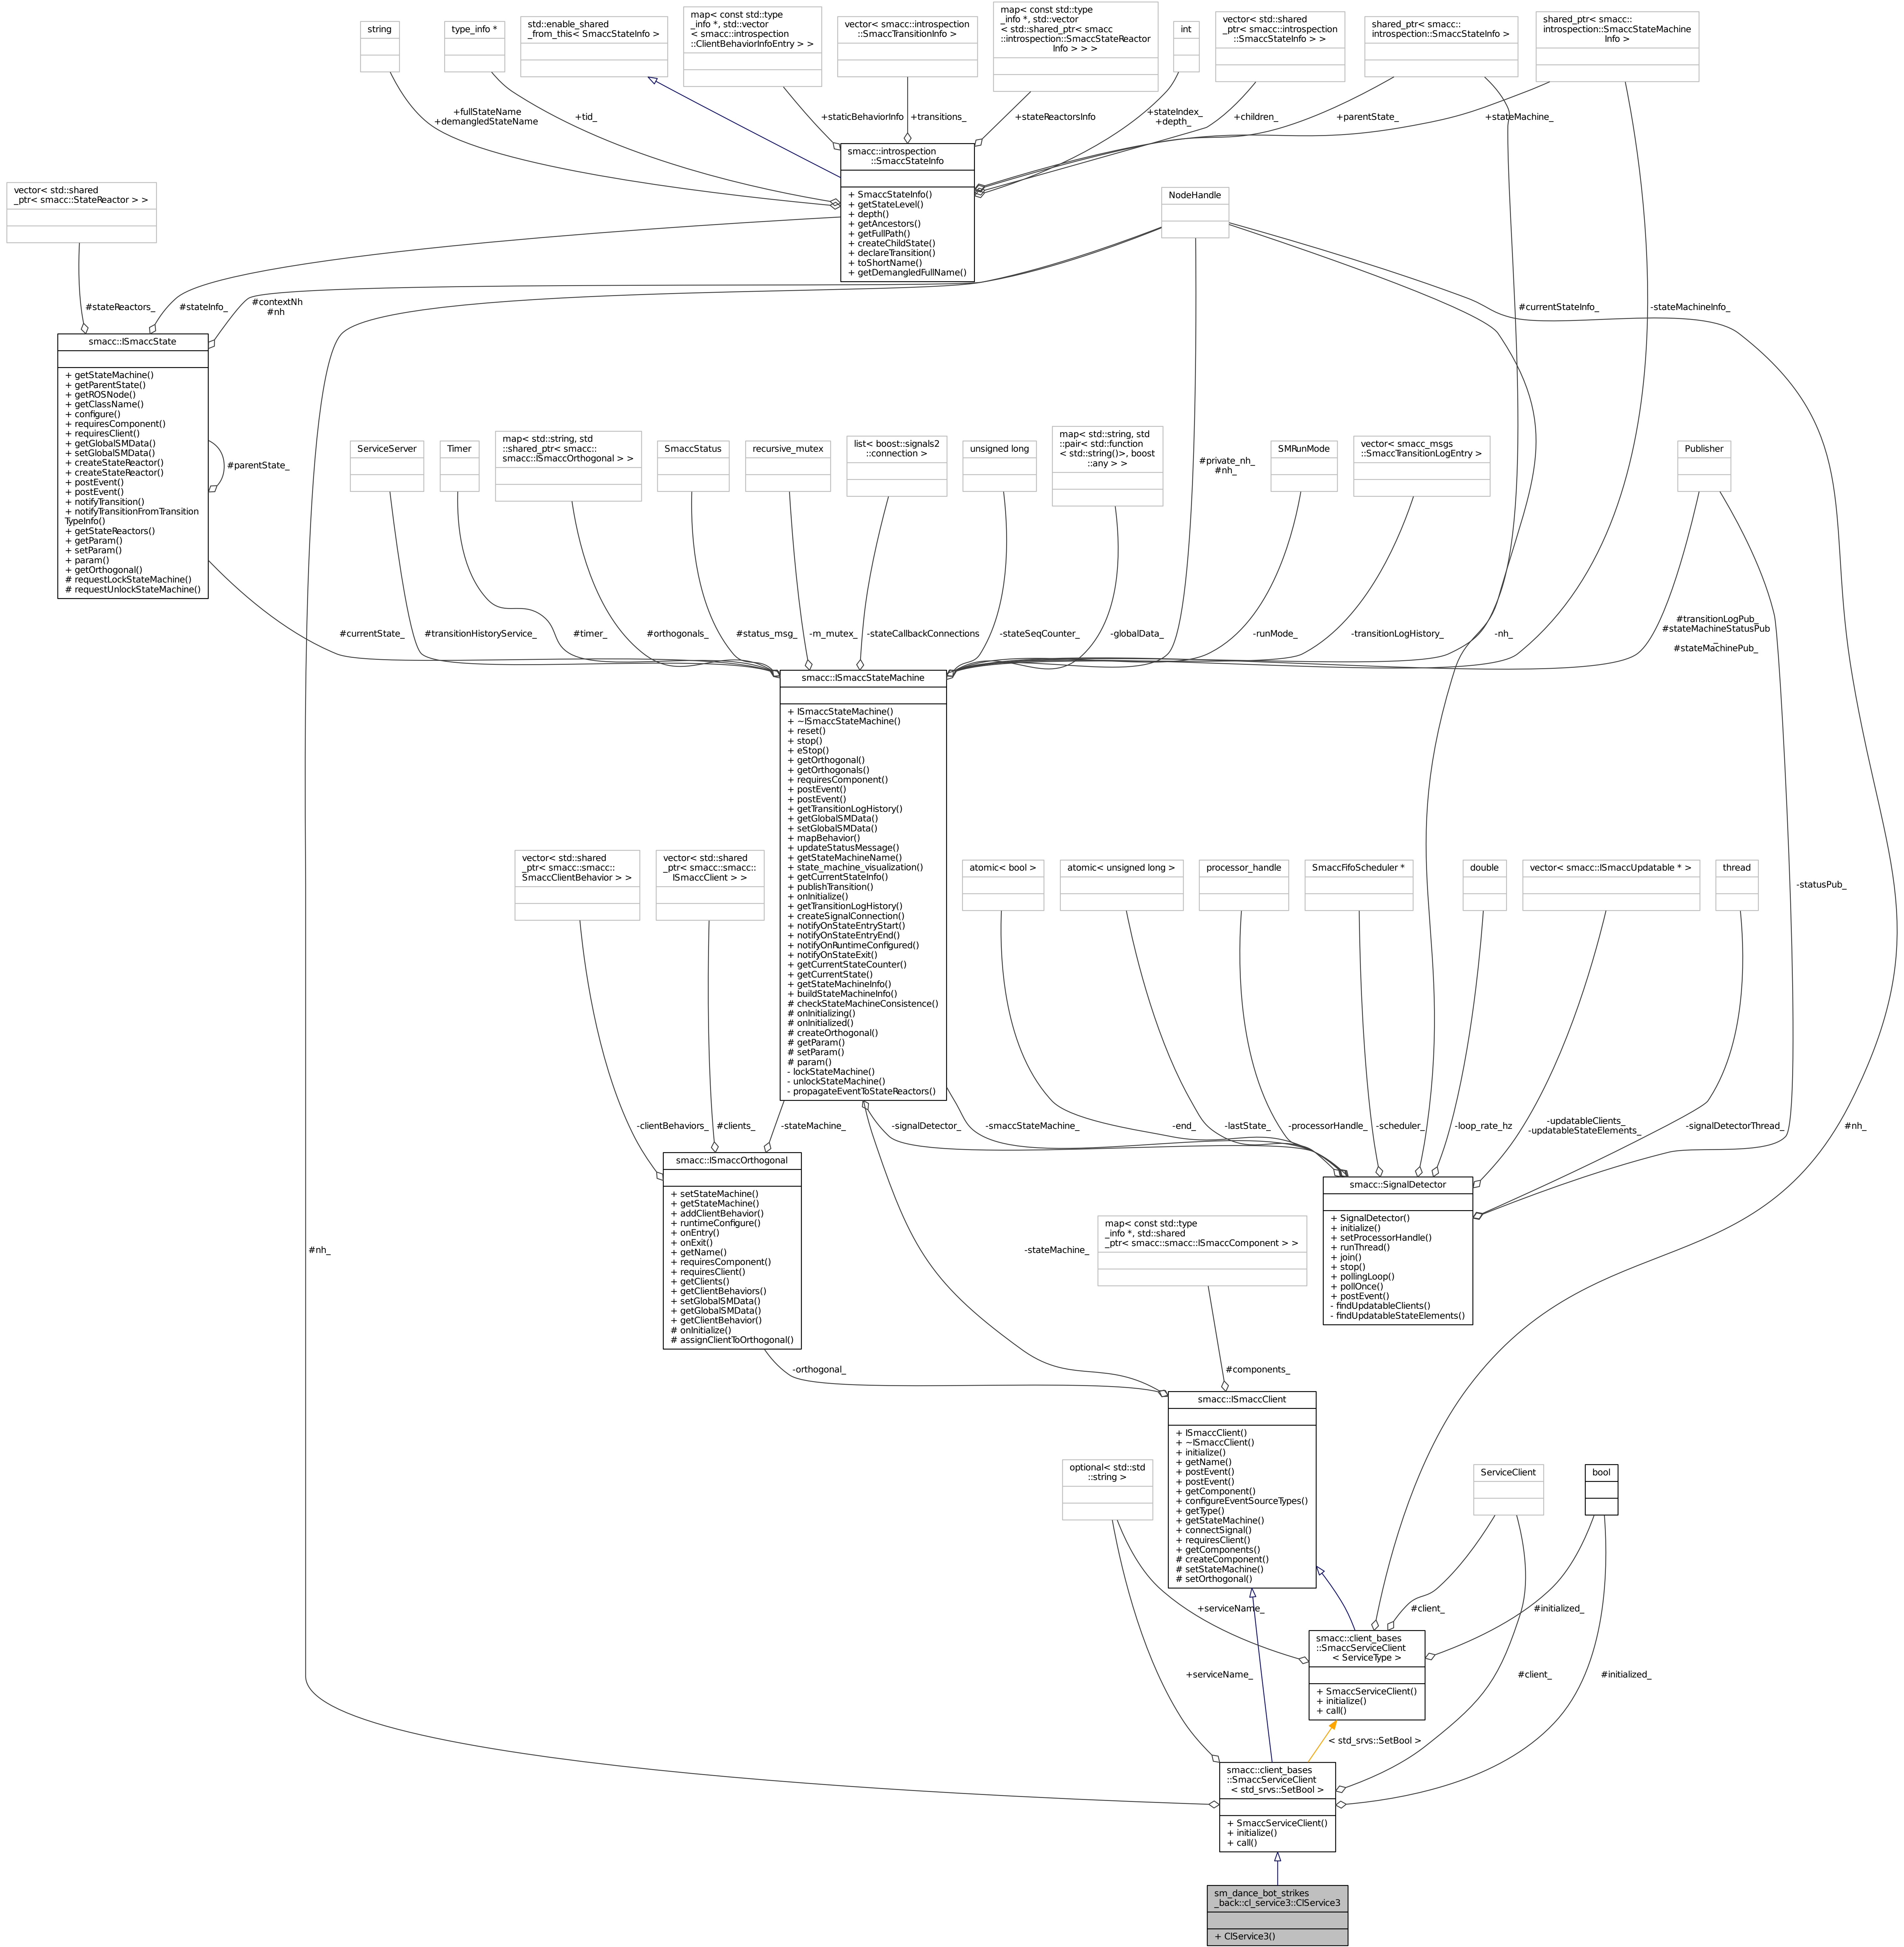 string
type_info *
std::enable_shared
_from_this< SmaccStateInfo >
map< const std::type
_info *, std::vector
< smacc::introspection
::ClientBehaviorInfoEntry > >
vector< smacc::introspection
::SmaccTransitionInfo >
map< const std::type
_info *, std::vector
< std::shared_ptr< smacc
::introspection::SmaccStateReactor
Info > > >
int
vector< std::shared
_ptr< smacc::introspection
::SmaccStateInfo > >
shared_ptr< smacc::
introspection::SmaccStateInfo >
shared_ptr< smacc::
introspection::SmaccStateMachine
Info >
+fullStateName
+demangledStateName
+tid_
+staticBehaviorInfo
+transitions_
+stateReactorsInfo
+stateIndex_
+depth_
+children_
+parentState_
+stateMachine_
smacc::introspection
::SmaccStateInfo
+ SmaccStateInfo()
+ getStateLevel()
+ depth()
+ getAncestors()
+ getFullPath()
+ createChildState()
+ declareTransition()
+ toShortName()
+ getDemangledFullName()
vector< std::shared
_ptr< smacc::StateReactor > >
NodeHandle
#stateReactors_
#stateInfo_
#contextNh
#nh
#currentStateInfo_
-stateMachineInfo_
smacc::ISmaccState
+ getStateMachine()
+ getParentState()
+ getROSNode()
+ getClassName()
+ configure()
+ requiresComponent()
+ requiresClient()
+ getGlobalSMData()
+ setGlobalSMData()
+ createStateReactor()
+ createStateReactor()
+ postEvent()
+ postEvent()
+ notifyTransition()
+ notifyTransitionFromTransition
TypeInfo()
+ getStateReactors()
+ getParam()
+ setParam()
+ param()
+ getOrthogonal()
# requestLockStateMachine()
# requestUnlockStateMachine()
#parentState_
ServiceServer
Timer
map< std::string, std
::shared_ptr< smacc::
smacc::ISmaccOrthogonal > >
SmaccStatus
recursive_mutex
list< boost::signals2
::connection >
unsigned long
map< std::string, std
::pair< std::function
< std::string()>, boost
::any > >
#private_nh_
#nh_
SMRunMode
vector< smacc_msgs
::SmaccTransitionLogEntry >
Publisher
#currentState_
#transitionHistoryService_
#timer_
#orthogonals_
#status_msg_
-m_mutex_
-stateCallbackConnections
-stateSeqCounter_
-globalData_
-runMode_
-transitionLogHistory_
-nh_
#transitionLogPub_
#stateMachineStatusPub
_
#stateMachinePub_
smacc::ISmaccStateMachine
+ ISmaccStateMachine()
+ ~ISmaccStateMachine()
+ reset()
+ stop()
+ eStop()
+ getOrthogonal()
+ getOrthogonals()
+ requiresComponent()
+ postEvent()
+ postEvent()
+ getTransitionLogHistory()
+ getGlobalSMData()
+ setGlobalSMData()
+ mapBehavior()
+ updateStatusMessage()
+ getStateMachineName()
+ state_machine_visualization()
+ getCurrentStateInfo()
+ publishTransition()
+ onInitialize()
+ getTransitionLogHistory()
+ createSignalConnection()
+ notifyOnStateEntryStart()
+ notifyOnStateEntryEnd()
+ notifyOnRuntimeConfigured()
+ notifyOnStateExit()
+ getCurrentStateCounter()
+ getCurrentState()
+ getStateMachineInfo()
+ buildStateMachineInfo()
# checkStateMachineConsistence()
# onInitializing()
# onInitialized()
# createOrthogonal()
# getParam()
# setParam()
# param()
- lockStateMachine()
- unlockStateMachine()
- propagateEventToStateReactors()
vector< std::shared
_ptr< smacc::smacc::
SmaccClientBehavior > >
vector< std::shared
_ptr< smacc::smacc::
ISmaccClient > >
atomic< bool >
atomic< unsigned long >
processor_handle
SmaccFifoScheduler *
double
vector< smacc::ISmaccUpdatable * >
thread
-statusPub_
-clientBehaviors_
#clients_
-stateMachine_
-signalDetector_
-smaccStateMachine_
-end_
-lastState_
-processorHandle_
-scheduler_
-loop_rate_hz
-updatableClients_
-updatableStateElements_
-signalDetectorThread_
#nh_
smacc::ISmaccOrthogonal
+ setStateMachine()
+ getStateMachine()
+ addClientBehavior()
+ runtimeConfigure()
+ onEntry()
+ onExit()
+ getName()
+ requiresComponent()
+ requiresClient()
+ getClients()
+ getClientBehaviors()
+ setGlobalSMData()
+ getGlobalSMData()
+ getClientBehavior()
# onInitialize()
# assignClientToOrthogonal()
smacc::SignalDetector
+ SignalDetector()
+ initialize()
+ setProcessorHandle()
+ runThread()
+ join()
+ stop()
+ pollingLoop()
+ pollOnce()
+ postEvent()
- findUpdatableClients()
- findUpdatableStateElements()
#nh_
-stateMachine_
map< const std::type
_info *, std::shared
_ptr< smacc::smacc::ISmaccComponent > >
-orthogonal_
#components_
smacc::ISmaccClient
+ ISmaccClient()
+ ~ISmaccClient()
+ initialize()
+ getName()
+ postEvent()
+ postEvent()
+ getComponent()
+ configureEventSourceTypes()
+ getType()
+ getStateMachine()
+ connectSignal()
+ requiresClient()
+ getComponents()
# createComponent()
# setStateMachine()
# setOrthogonal()
optional< std::std
::string >
ServiceClient
bool
+serviceName_
#client_
#initialized_
smacc::client_bases
::SmaccServiceClient
< ServiceType >
+ SmaccServiceClient()
+ initialize()
+ call()
+serviceName_
#client_
#initialized_
< std_srvs::SetBool >
smacc::client_bases
::SmaccServiceClient
< std_srvs::SetBool >
+ SmaccServiceClient()
+ initialize()
+ call()
sm_dance_bot_strikes
_back::cl_service3::ClService3
+ ClService3()